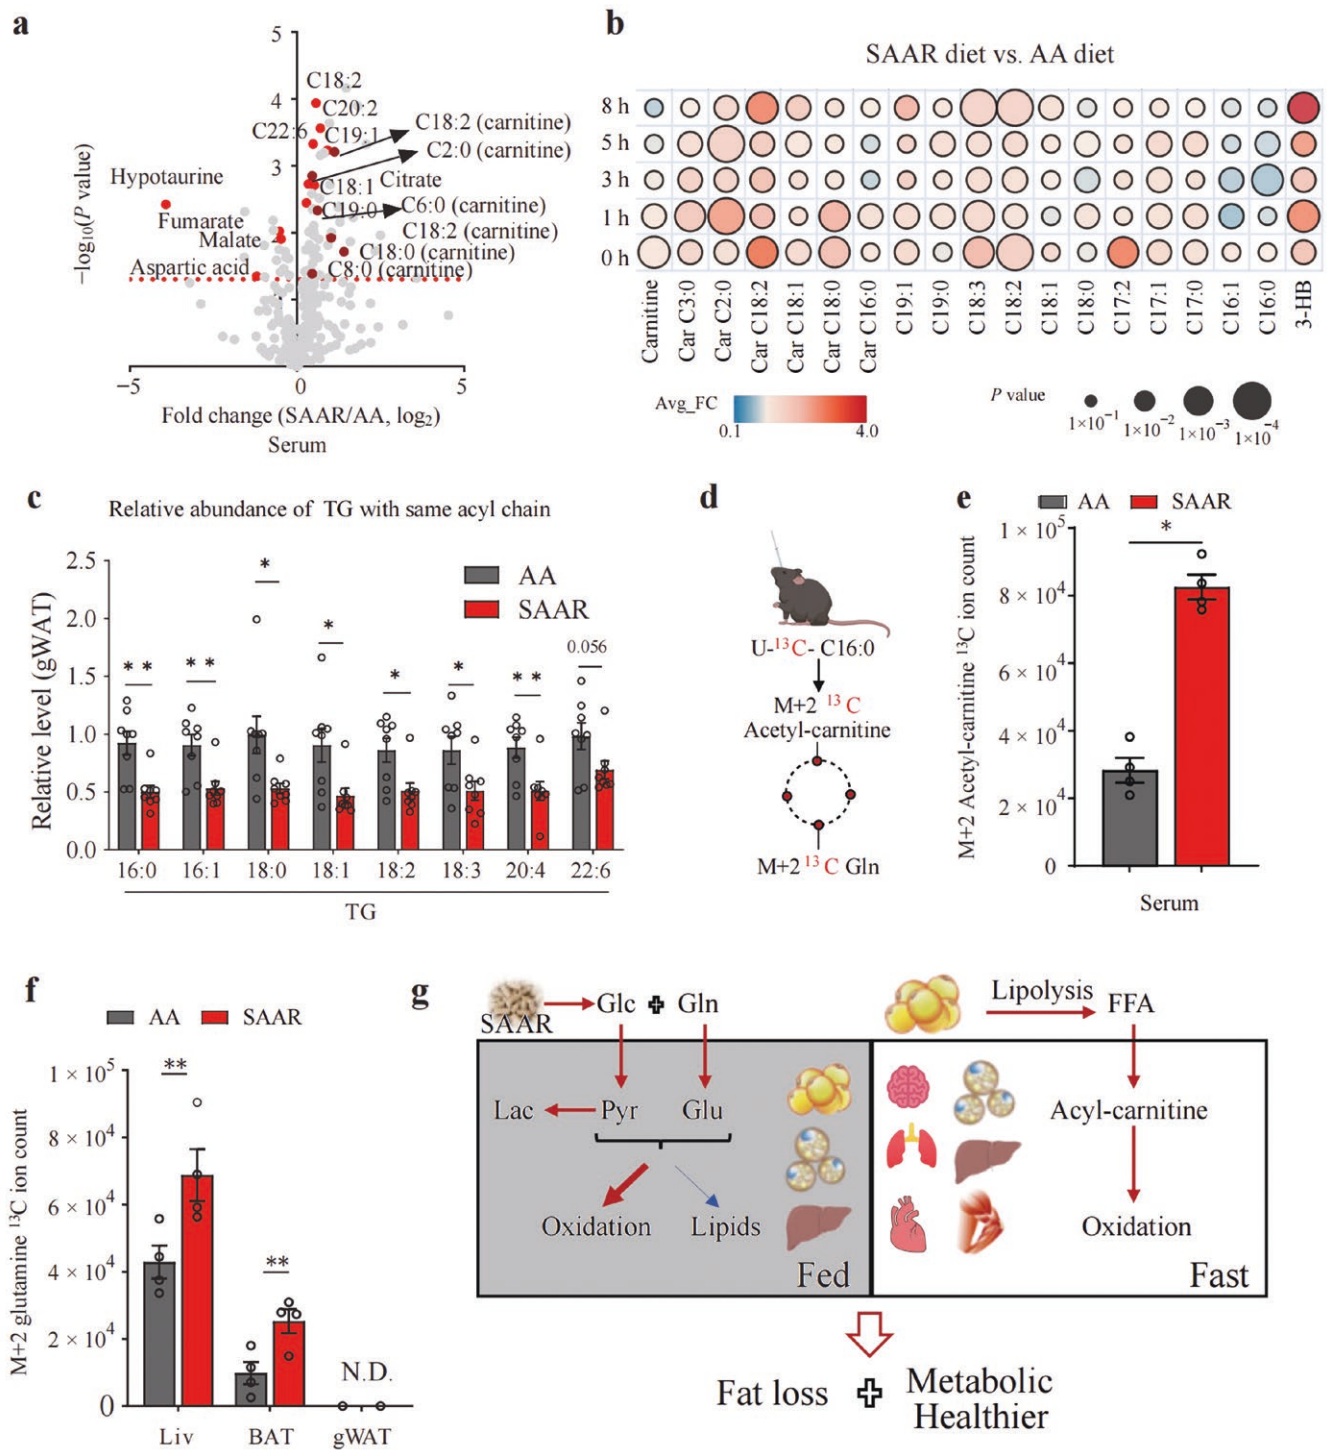 a
5
4
3
2
−log₁₀(P value)
C18:2
C20:2
C22:6
C19:1
C18:2 (carnitine)
C2:0 (carnitine)
Hypotaurine
C18:1
Citrate
C19:0
C6:0 (carnitine)
Fumarate
C18:2 (carnitine)
Malate
C18:0 (carnitine)
Aspartic acid
C8:0 (carnitine)
−5
0
5
Fold change (SAAR/AA, log₂)
Serum
b
SAAR diet vs. AA diet
8 h
5 h
3 h
1 h
0 h
Carnitine
Car C3:0
Car C2:0
Car C18:2
Car C18:1
Car C18:0
Car C16:0
C19:1
C19:0
C18:3
C18:2
C18:1
C18:0
C17:2
C17:1
C17:0
C16:1
C16:0
3-HB
Avg_FC
0.1
4.0
P value
1×10⁻¹
1×10⁻²
1×10⁻³
1×10⁻⁴
c
Relative abundance of TG with same acyl chain
Relative level (gWAT)
2.5
2.0
1.5
1.0
0.5
0.0
AA
SAAR
* *
* *
*
*
*
*
* *
0.056
16:0
16:1
18:0
18:1
18:2
18:3
20:4
22:6
TG
d
U-¹³C- C16:0
M+2 ¹³C
Acetyl-carnitine
M+2 ¹³C Gln
e
AA
SAAR
M+2 Acetyl-carnitine ¹³C ion count
1 × 10⁵
8 × 10⁴
6 × 10⁴
4 × 10⁴
2 × 10⁴
0
*
Serum
f
AA
SAAR
M+2 glutamine ¹³C ion count
1 × 10⁵
8 × 10⁴
6 × 10⁴
4 × 10⁴
2 × 10⁴
0
**
**
N.D.
Liv
BAT
gWAT
g
SAAR
Glc
Gln
Lac
Pyr
Glu
Oxidation
Lipids
Fed
Lipolysis
FFA
Acyl-carnitine
Oxidation
Fast
Fat loss
Metabolic
Healthier